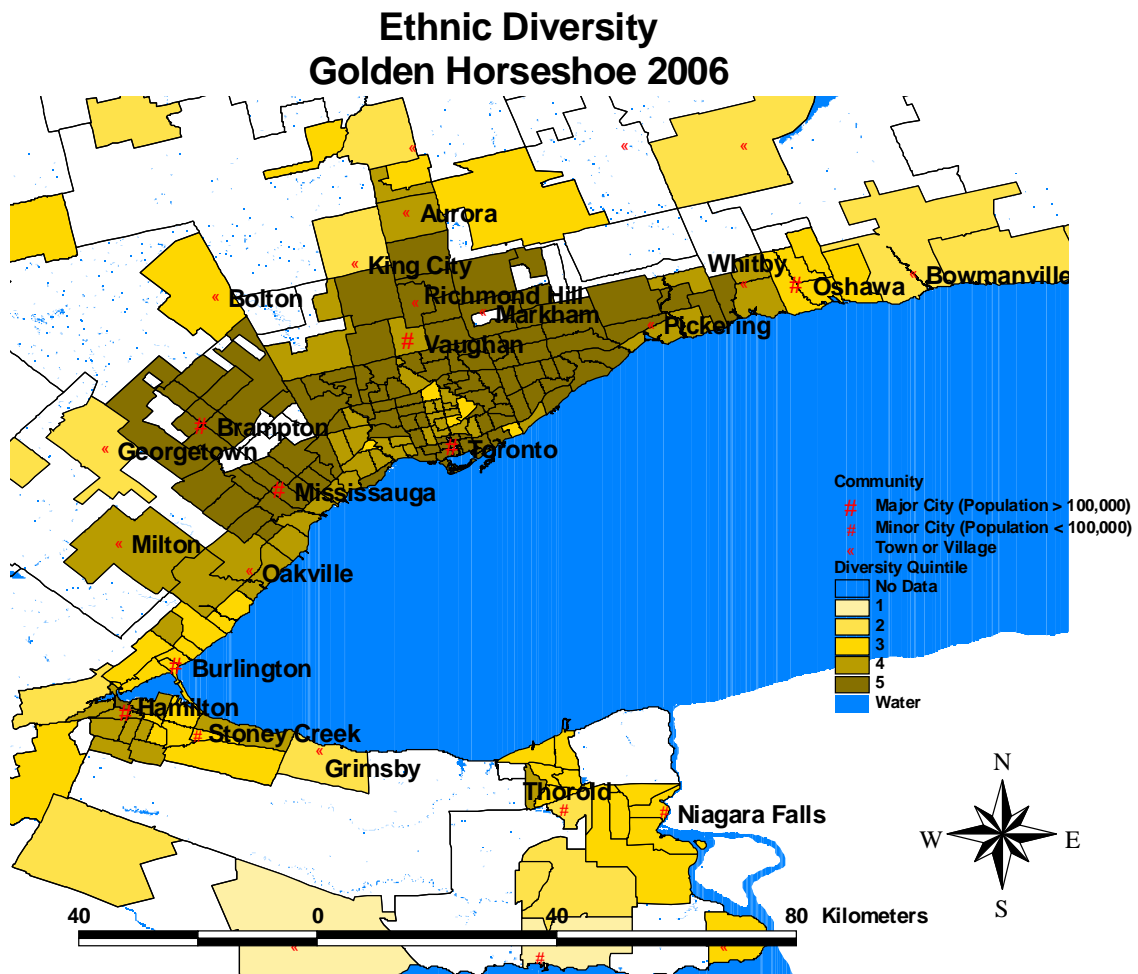 Ethnic Diversity
Golden Horseshoe 2006
Aurora
King City
Whitby
Bowmanville
Bolton
Richmond Hill
Oshawa
Markham
Pickering
Vaughan
Brampton
Georgetown
Toronto
Mississauga
Milton
Oakville
Burlington
Hamilton
Stoney Creek
Grimsby
Thorold
Niagara Falls
Community
# Major City (Population > 100,000)
# Minor City (Population < 100,000)
« Town or Village
Diversity Quintile
No Data
1
2
3
4
5
Water
N
W E
S
40 0 40 80 Kilometers